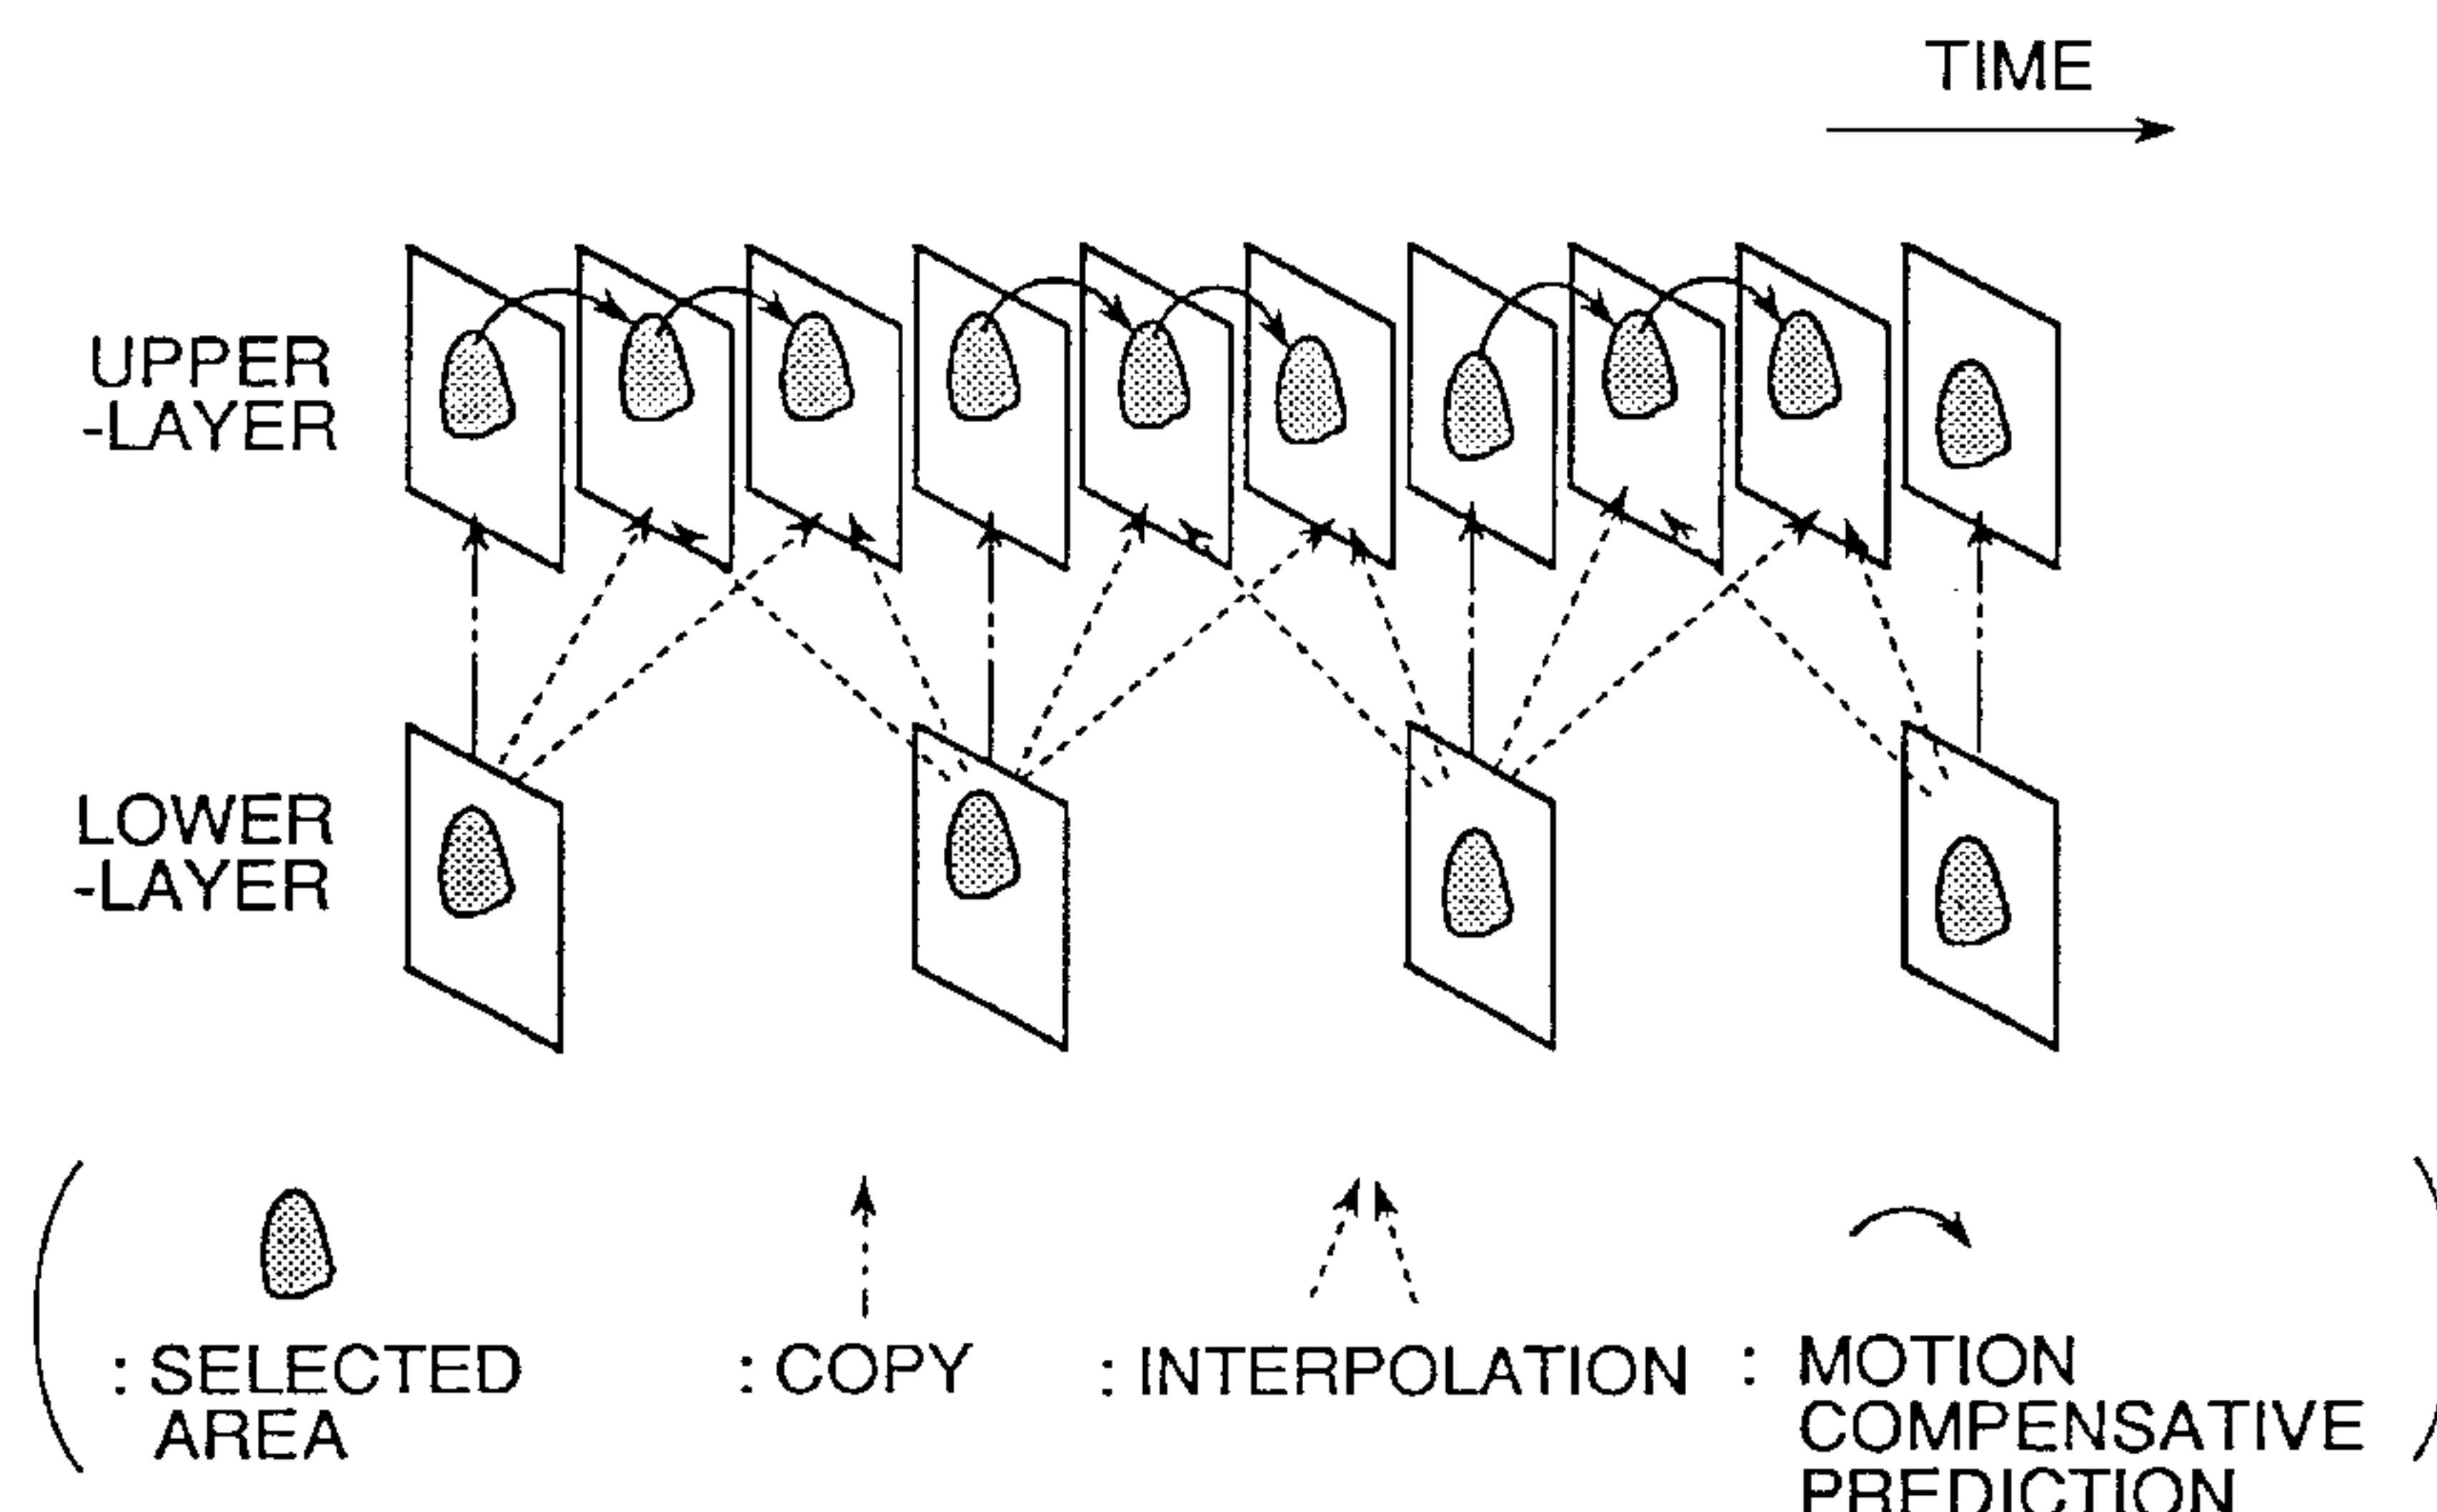 TIME
UPPER
-LAYER
LOWER
-LAYER
: SELECTED
AREA
: COPY
: INTERPOLATION
: MOTION
COMPENSATIVE
PREDICTION